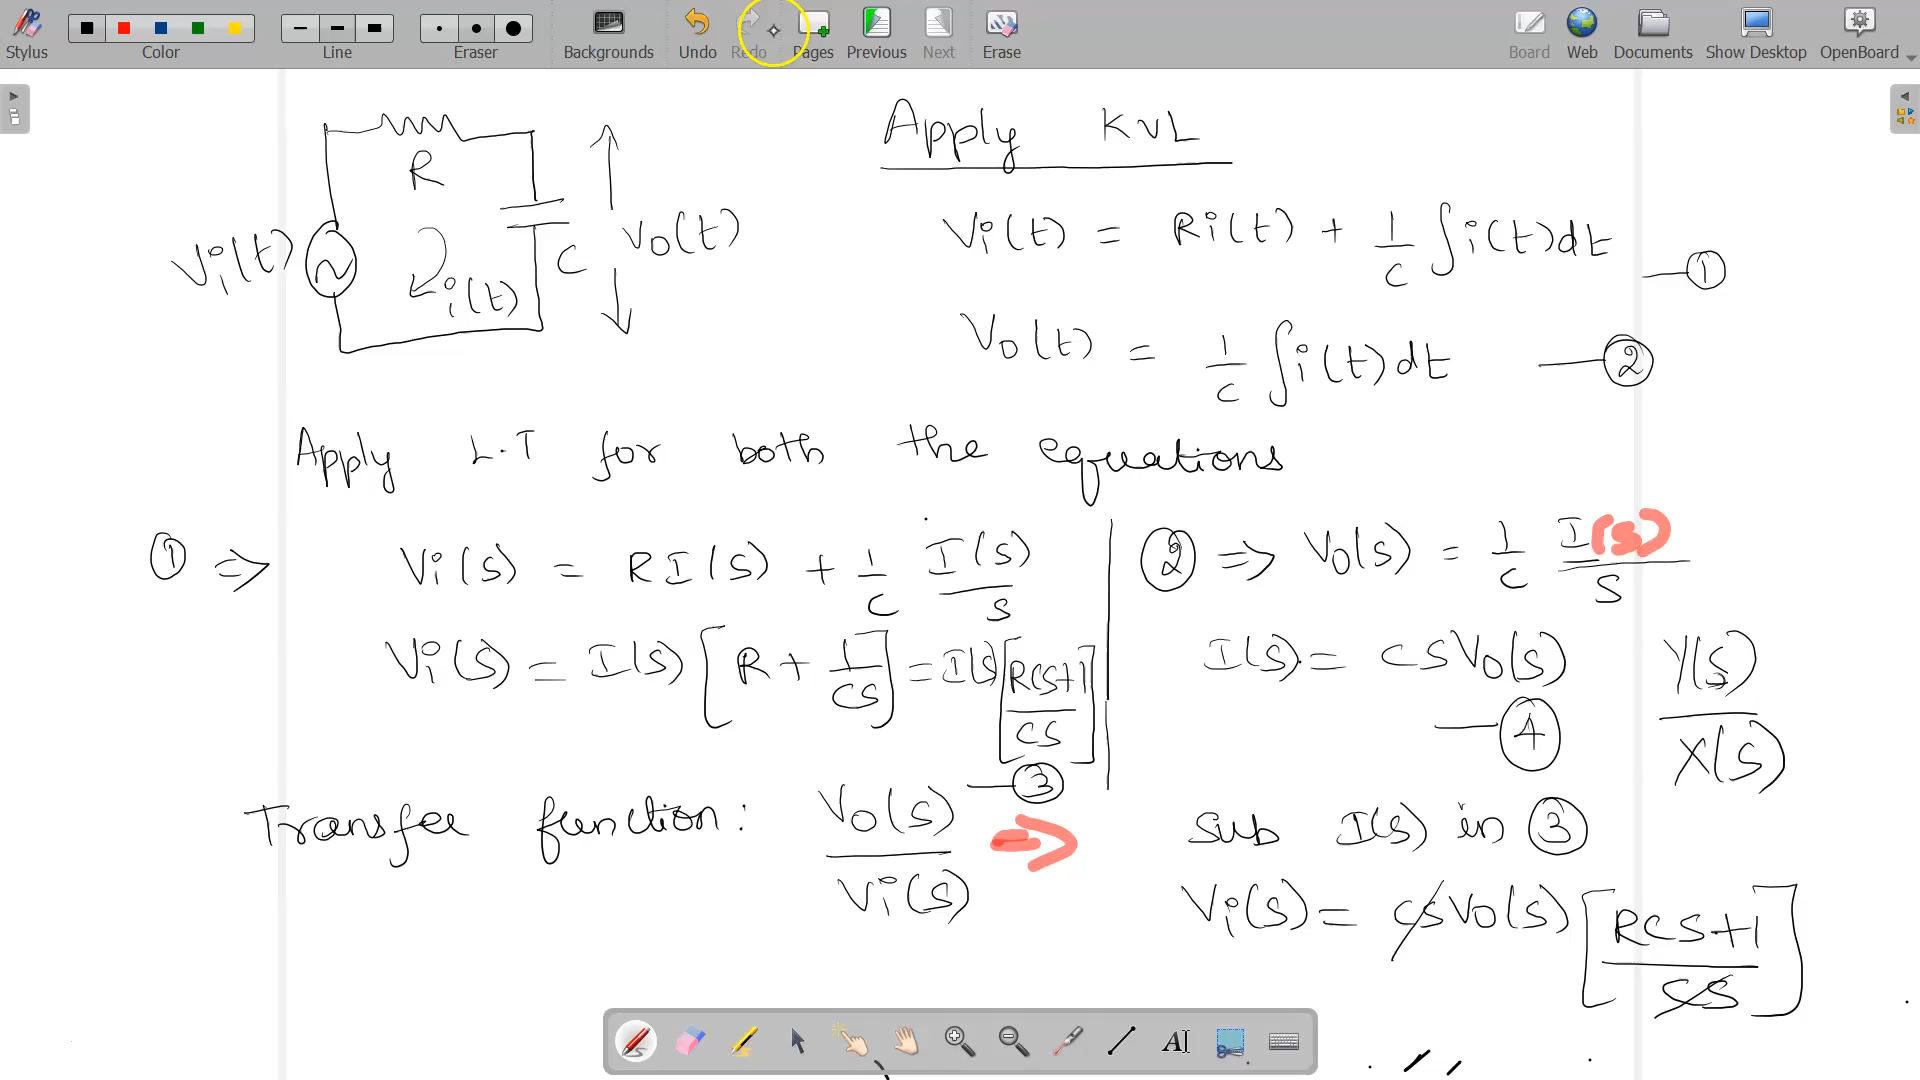 Stylus Color Line Eraser Backgrounds Undo Redo Pages Previous Next Erase Board Web Documents Show Desktop OpenBoard
Apply KVL
R
Vi(t)
i(t)
C
Vo(t)
Vi(t) = Ri(t) + 1/C ∫i(t)dt — ①
Vo(t) = 1/C ∫i(t)dt — ②
Apply L.T for both the equations
① ⇒ Vi(s) = RI(s) + 1/C I(s)/s
Vi(s) = I(s) [R + 1/CS] = I(s) [RCS+1/CS] — ③
② ⇒ Vo(s) = 1/C I(s)/S
I(s) = CSVo(s) — ④
Y(s)/X(s)
Transfer function: Vo(s)/Vi(s) ⇒
Sub I(s) in ③
Vi(s) = CSVo(s) [RCS+1/CS]